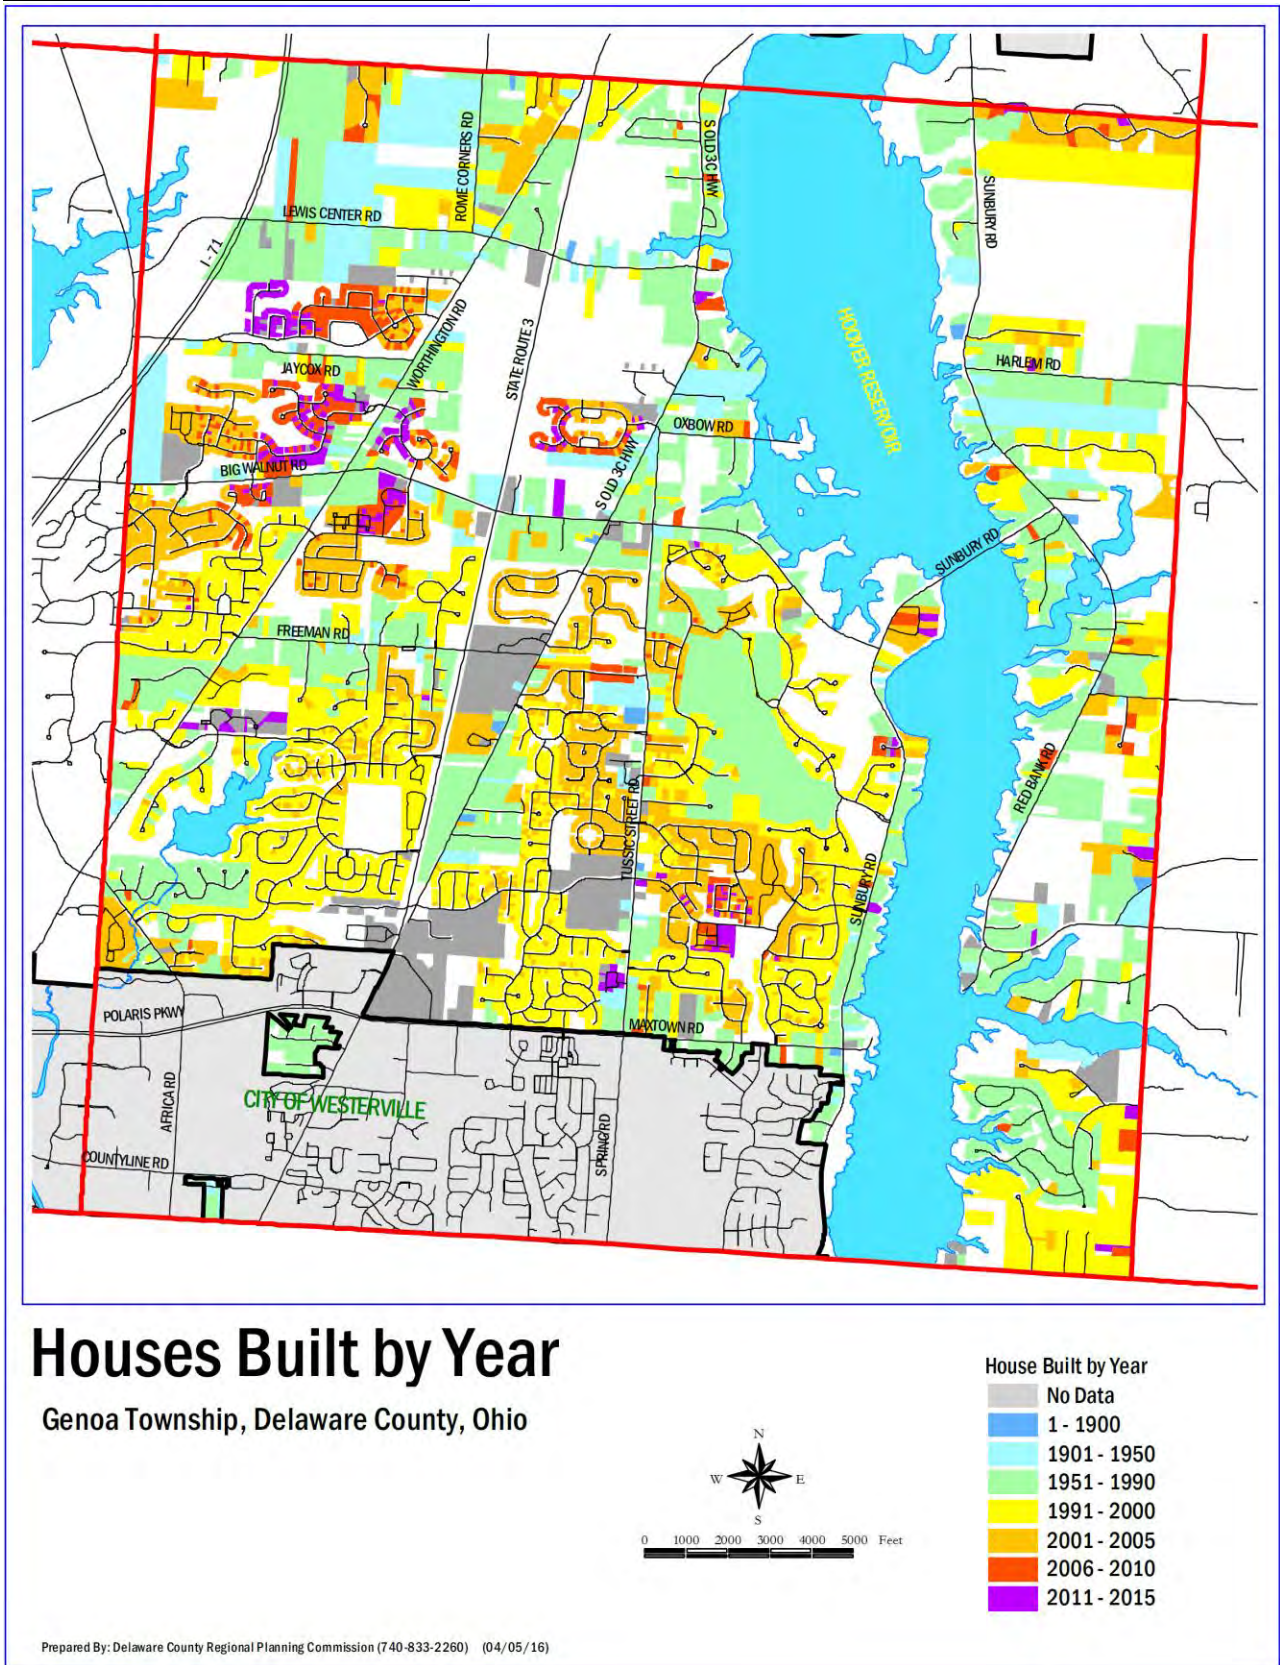 ROME CORNERS RD
S OLD 3C HWY
SUNBURY RD
LEWIS CENTER RD
I - 71
WORTHINGTON RD
STATE ROUTE 3
HOOVER RESERVOIR
HARLEM RD
JAYCOX RD
OXBOW RD
S OLD 3C HWY
BIG WALNUT RD
SUNBURY RD
FREEMAN RD
RED BANK RD
TUSSIC STREET RD
SUNBURY RD
POLARIS PKWY
MAXTOWN RD
AFRICA RD
CITY OF WESTERVILLE
SPRING RD
COUNTYLINE RD
Houses Built by Year
Genoa Township, Delaware County, Ohio
House Built by Year
No Data
1 - 1900
1901 - 1950
1951 - 1990
1991 - 2000
2001 - 2005
2006 - 2010
2011 - 2015
N
W E
S
0 1000 2000 3000 4000 5000 Feet
Prepared By: Delaware County Regional Planning Commission (740-833-2260) (04/05/16)